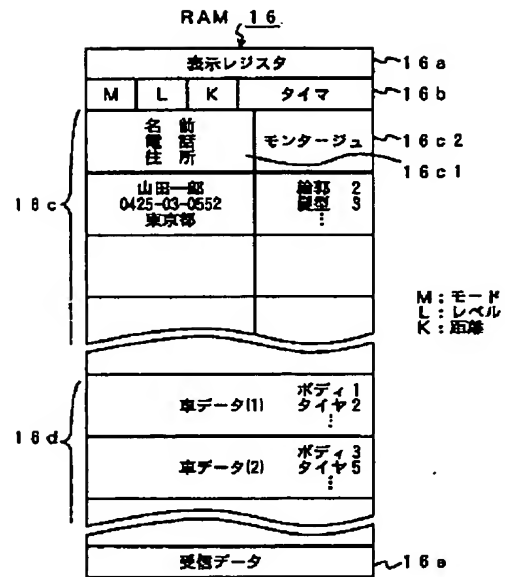 RAM 16
表示レジスタ
16a
M L K タイマ
16b
名前
電話
住所
モンタージュ
16c2
16c1
16c
山田一郎
0425-03-0552
東京都
輪郭 2
髪型 3
⋮
M：モード
L：レベル
K：距離
16d
車データ(1)
ボディ1
タイヤ2
⋮
車データ(2)
ボディ3
タイヤ5
⋮
受信データ
16e